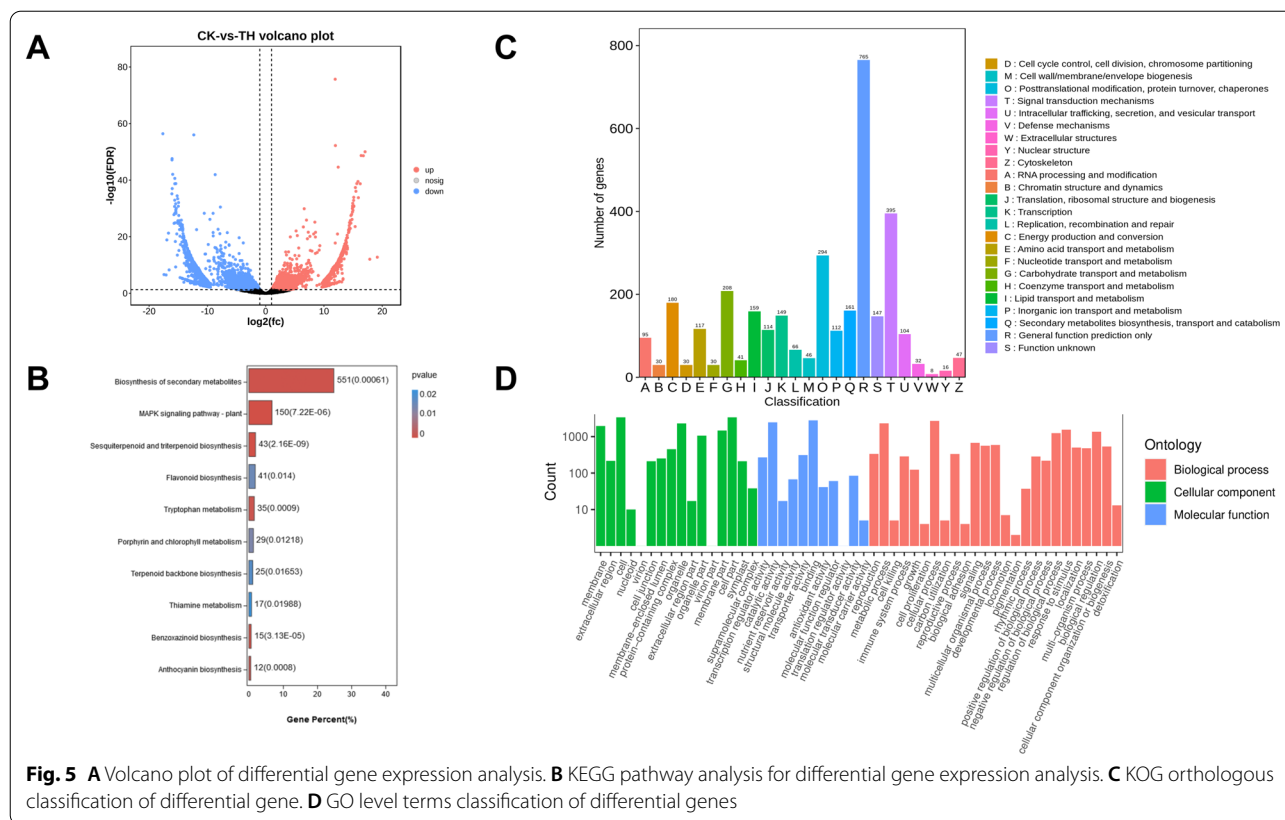 A
CK-vs-TH volcano plot
80
60
40
20
0
-log10(FDR)
-20
-10
0
10
20
log2(fc)
up
nosig
down
B
Biosynthesis of secondary metabolites
551(0.00061)
MAPK signaling pathway - plant
150(7.22E-06)
Sesquiterpenoid and triterpenoid biosynthesis
43(2.16E-09)
Flavonoid biosynthesis
41(0.014)
Tryptophan metabolism
35(0.0009)
Porphyrin and chlorophyll metabolism
29(0.01218)
Terpenoid backbone biosynthesis
25(0.01653)
Thiamine metabolism
17(0.01988)
Benzoxazinoid biosynthesis
15(3.13E-05)
Anthocyanin biosynthesis
12(0.0008)
0
10
20
30
40
Gene Percent(%)
pvalue
0.02
0.01
0
C
800
600
400
200
0
Number of genes
95
30
180
30
117
30
208
41
159
114
149
66
46
294
112
161
765
147
395
104
32
8
16
47
A B C D E F G H I J K L M O P Q R S T U V W Y Z
Classification
D : Cell cycle control, cell division, chromosome partitioning
M : Cell wall/membrane/envelope biogenesis
O : Posttranslational modification, protein turnover, chaperones
T : Signal transduction mechanisms
U : Intracellular trafficking, secretion, and vesicular transport
V : Defense mechanisms
W : Extracellular structures
Y : Nuclear structure
Z : Cytoskeleton
A : RNA processing and modification
B : Chromatin structure and dynamics
J : Translation, ribosomal structure and biogenesis
K : Transcription
L : Replication, recombination and repair
C : Energy production and conversion
E : Amino acid transport and metabolism
F : Nucleotide transport and metabolism
G : Carbohydrate transport and metabolism
H : Coenzyme transport and metabolism
I : Lipid transport and metabolism
P : Inorganic ion transport and metabolism
Q : Secondary metabolites biosynthesis, transport and catabolism
R : General function prediction only
S : Function unknown
D
1000
100
10
Count
membrane
extracellular region
cell
nucleoid
virion
cell junction
membrane-enclosed lumen
protein-containing complex
organelle
extracellular region part
organelle part
virion part
membrane part
cell part
symplast
supramolecular complex
transcription regulator activity
catalytic activity
nutrient reservoir activity
structural molecule activity
transporter activity
binding
antioxidant activity
molecular function regulator
translation regulator activity
molecular transducer activity
molecular carrier activity
reproduction
metabolic process
cell killing
immune system process
growth
cell proliferation
cellular process
carbon utilization
reproductive process
biological adhesion
signaling
multicellular organismal process
developmental process
locomotion
pigmentation
rhythmic process
positive regulation of biological process
negative regulation of biological process
regulation of biological process
response to stimulus
localization
multi-organism process
biological regulation
cellular component organization or biogenesis
detoxification
Ontology
Biological process
Cellular component
Molecular function
Fig. 5 A Volcano plot of differential gene expression analysis. B KEGG pathway analysis for differential gene expression analysis. C KOG orthologous
classification of differential gene. D GO level terms classification of differential genes